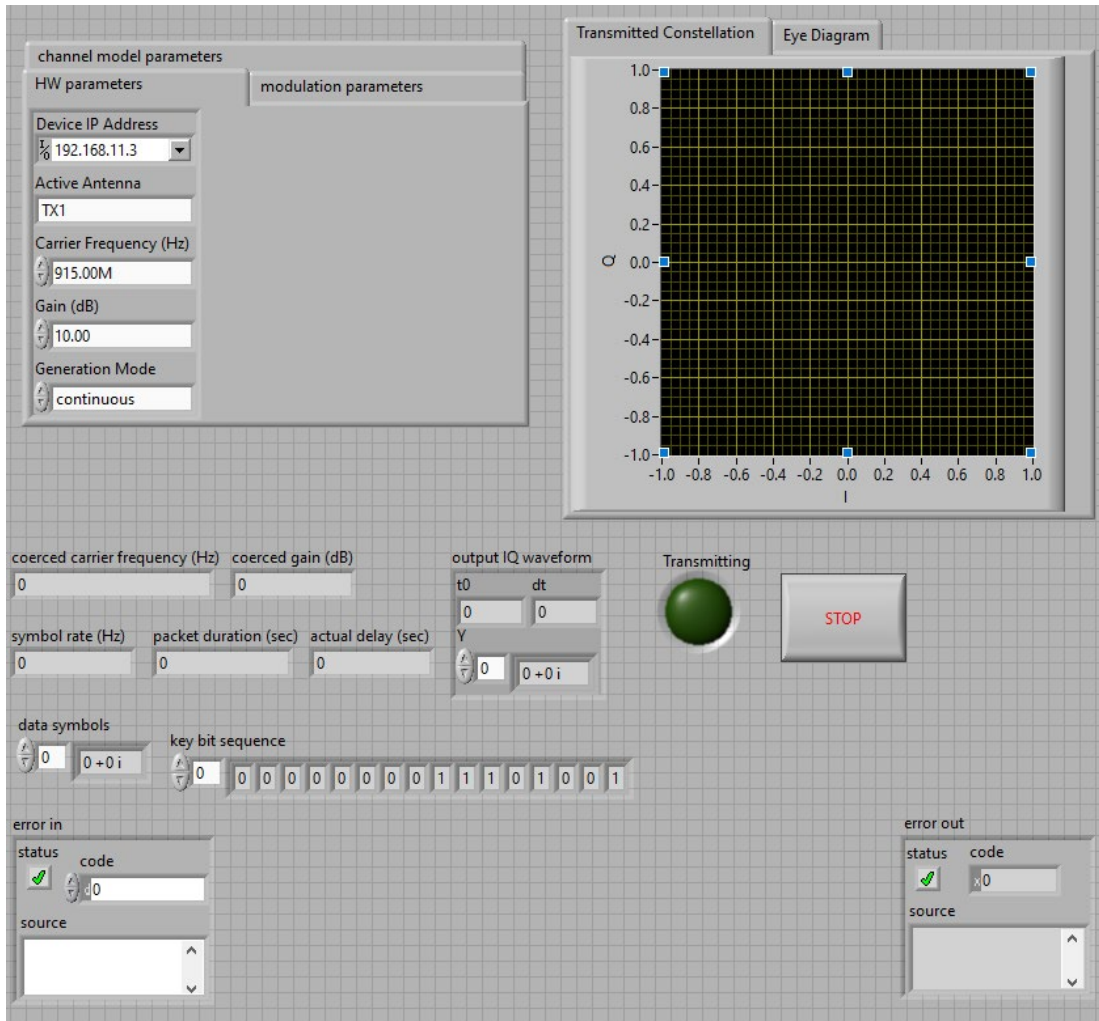 channel model parameters
HW parameters
modulation parameters
Device IP Address
192.168.11.3
Active Antenna
TX1
Carrier Frequency (Hz)
915.00M
Gain (dB)
10.00
Generation Mode
continuous
Transmitted Constellation
Eye Diagram
1.0
0.8
0.6
0.4
0.2
Q 0.0
-0.2
-0.4
-0.6
-0.8
-1.0
-1.0 -0.8 -0.6 -0.4 -0.2 0.0 0.2 0.4 0.6 0.8 1.0
I
coerced carrier frequency (Hz) coerced gain (dB)
0 0
symbol rate (Hz) packet duration (sec) actual delay (sec)
0 0 0
output IQ waveform
t0 dt
0 0
Y
0 0 +0 i
Transmitting
STOP
data symbols
0 0 +0 i
key bit sequence
0 0 0 0 0 0 0 0 0 1 1 1 0 1 0 0 1
error in
status code
d 0
source
error out
status code
x 0
source